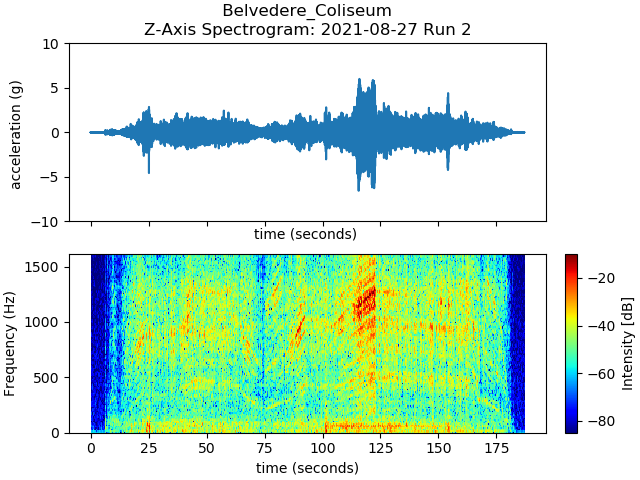 Belvedere_Coliseum
Z-Axis Spectrogram: 2021-08-27 Run 2
10
5
0
−5
−10
acceleration (g)
time (seconds)
1500
1000
500
0
Frequency (Hz)
0 25 50 75 100 125 150 175
time (seconds)
−20
−40
−60
−80
Intensity [dB]